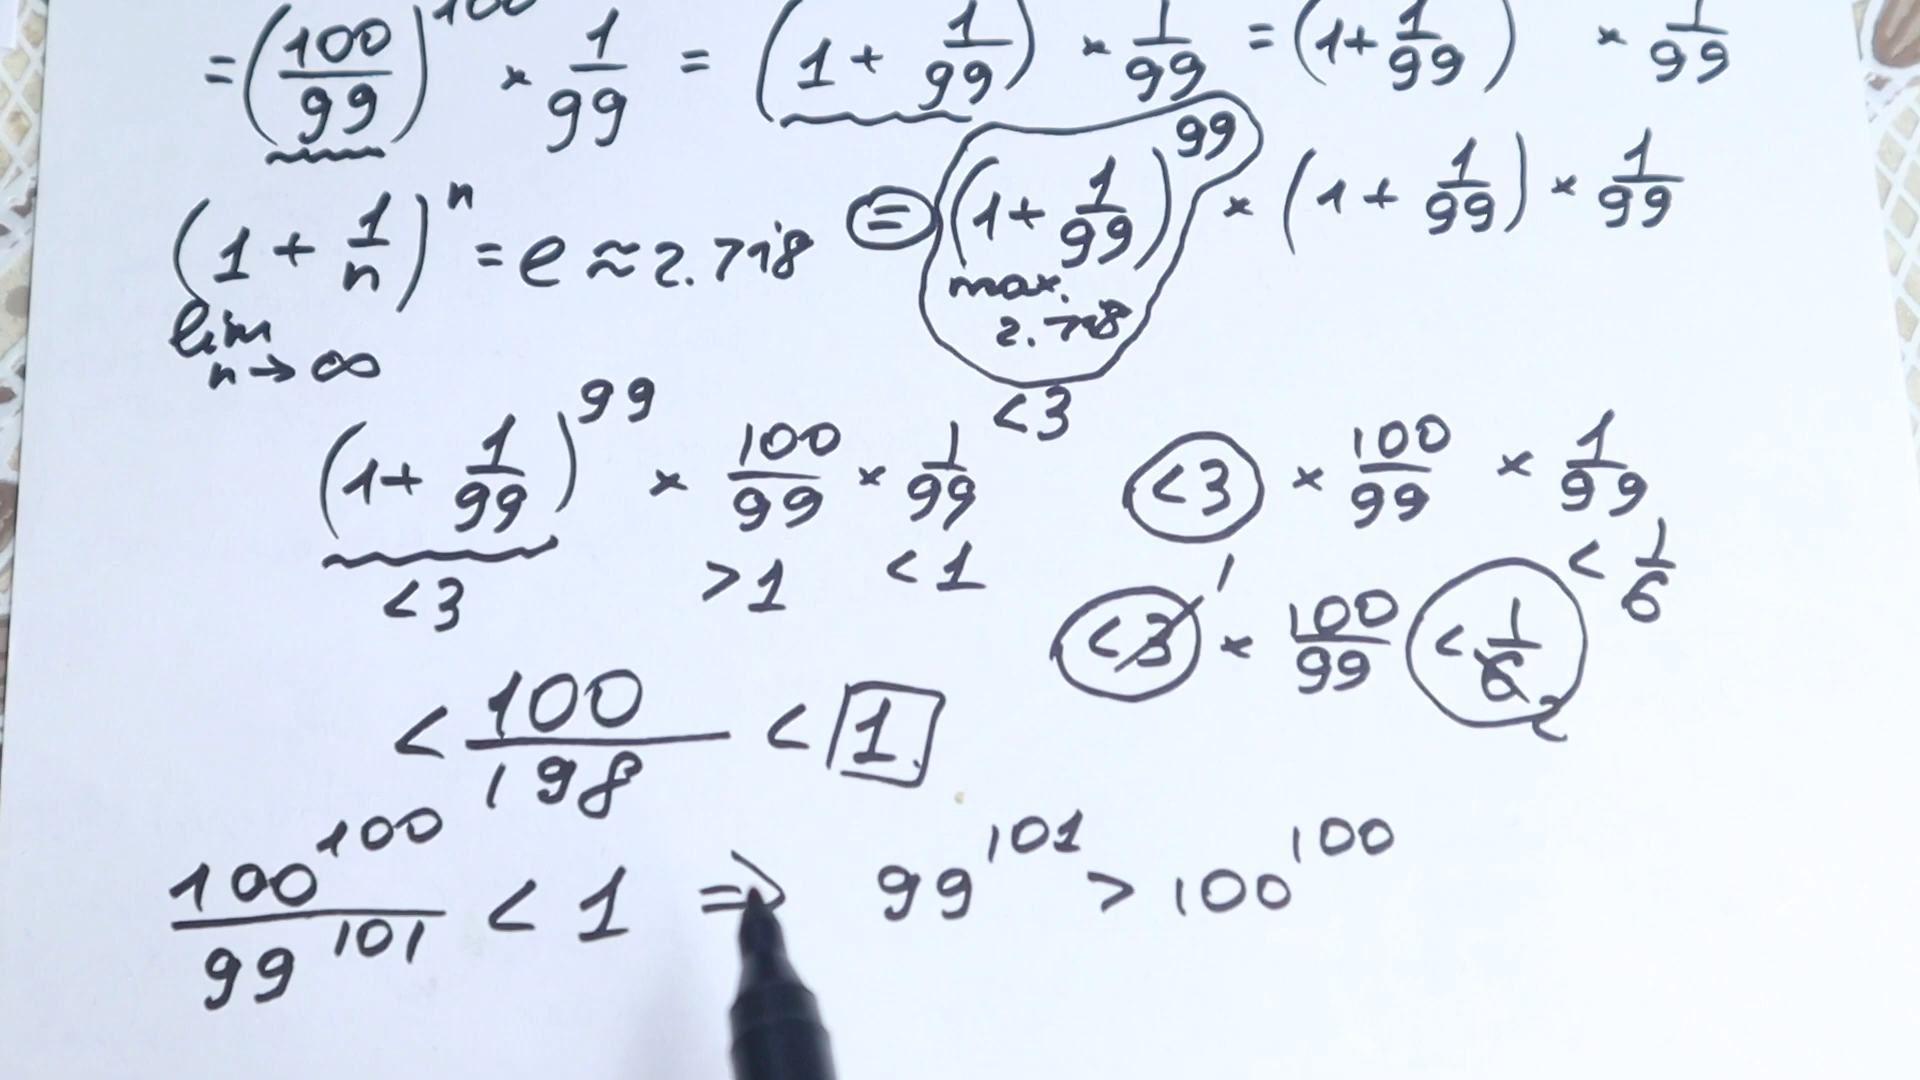 = (100/99)^100 × 1/99 = (1 + 1/99) × 1/99 = (1 + 1/99) × 1/99
(1 + 1/n)^n = e ≈ 2.718
lim
n → ∞
= (1 + 1/99)^99 × (1 + 1/99) × 1/99
max.
2.718
<3
(1 + 1/99)^99 × 100/99 × 1/99
<3 >1 <1
<3 × 100/99 × 1/99
< 1/6
<3 1 × 100/99 < 1/6 2
< 100/198 < 1
100^100/99^101 < 1 ⇒ 99^101 > 100^100